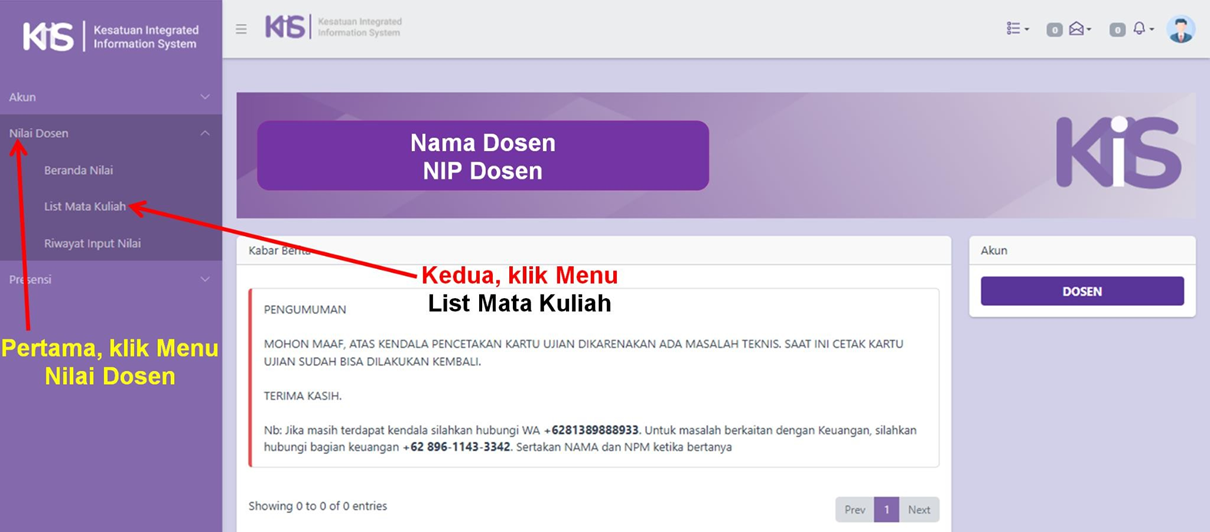 KiS
Kesatuan Integrated
Information System
KiS
Kesatuan Integrated
Information System
0
0
Akun
Nilai Dosen
Beranda Nilai
List Mata Kuliah
Riwayat Input Nilai
Presensi
Pertama, klik Menu
Nilai Dosen
Nama Dosen
NIP Dosen
KiS
Kabar Berita
Kedua, klik Menu
List Mata Kuliah
PENGUMUMAN
MOHON MAAF, ATAS KENDALA PENCETAKAN KARTU UJIAN DIKARENAKAN ADA MASALAH TEKNIS. SAAT INI CETAK KARTU
UJIAN SUDAH BISA DILAKUKAN KEMBALI.
TERIMA KASIH.
Nb: Jika masih terdapat kendala silahkan hubungi WA +6281389888933. Untuk masalah berkaitan dengan Keuangan, silahkan
hubungi bagian keuangan +62 896-1143-3342. Sertakan NAMA dan NPM ketika bertanya
Showing 0 to 0 of 0 entries
Prev 1 Next
Akun
DOSEN